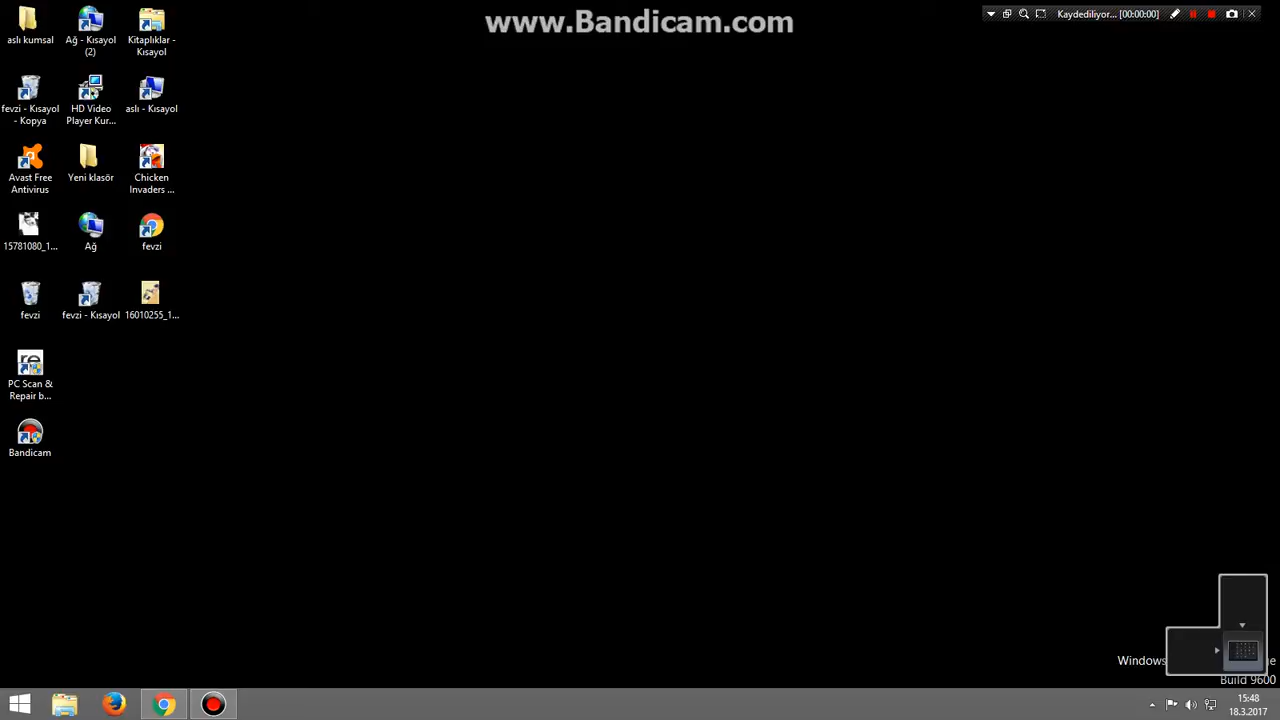 www.Bandicam.com
Kaydediliyor... [00:00:00]
aslı kumsal
Ağ - Kısayol
(2)
Kitaplıklar -
Kısayol
fevzi - Kısayol
- Kopya
HD Video
Player Kur...
aslı - Kısayol
Avast Free
Antivirus
Yeni klasör
Chicken
Invaders ...
15781080_1...
Ağ
fevzi
fevzi
fevzi - Kısayol
16010255_1...
re
PC Scan &
Repair b...
Bandicam
Windows
Build 9600
15:48
18.3.2017